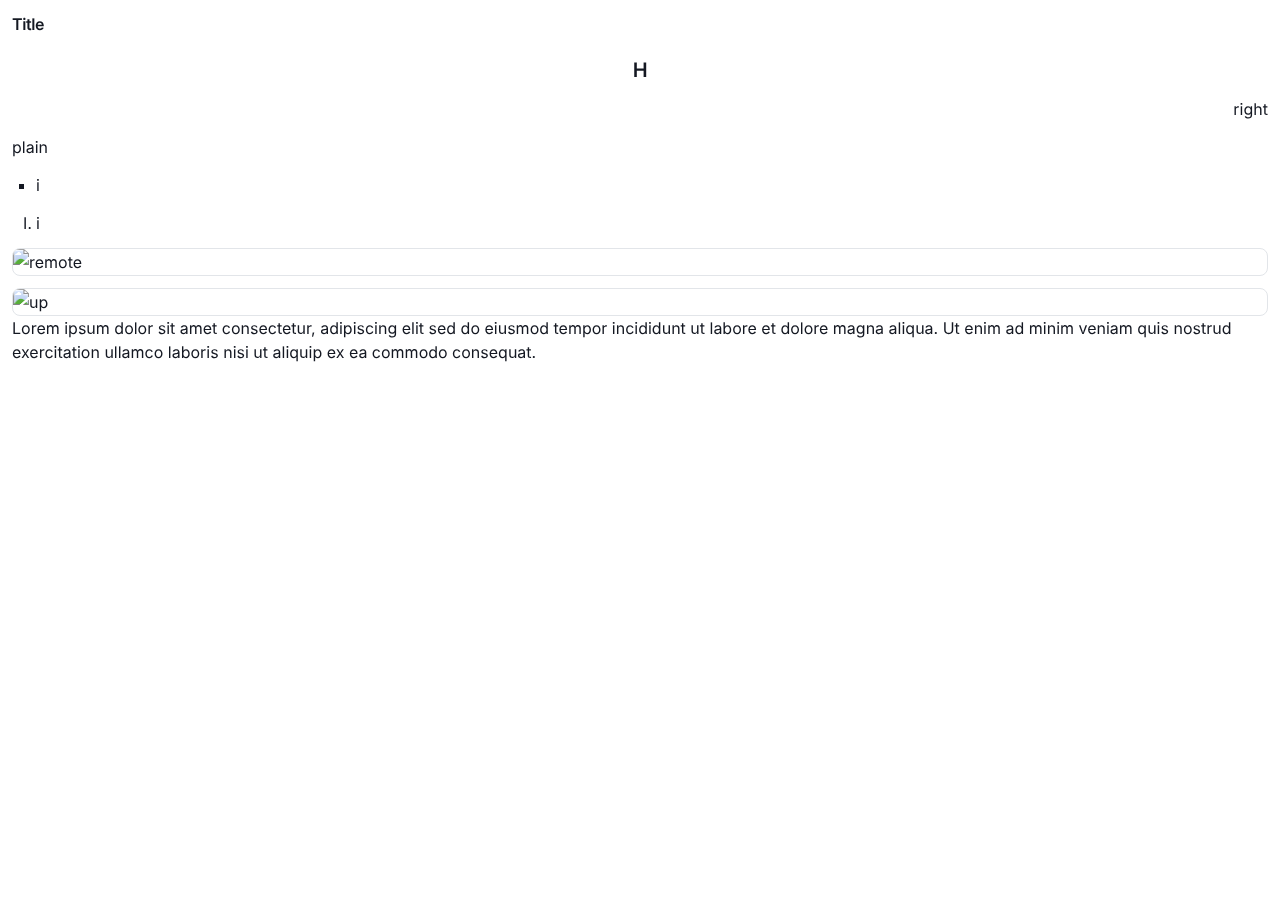 Title
H
right
plain
▪ i
I. i
remote
up
Lorem ipsum dolor sit amet consectetur, adipiscing elit sed do eiusmod tempor incididunt ut labore et dolore magna aliqua. Ut enim ad minim veniam quis nostrud
exercitation ullamco laboris nisi ut aliquip ex ea commodo consequat.